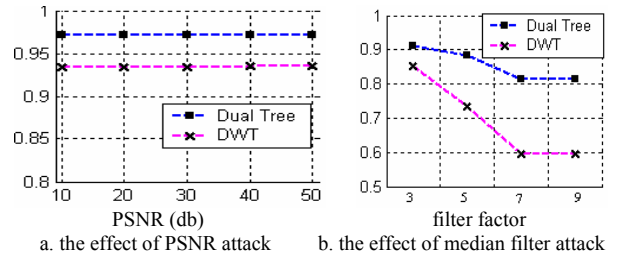 1
0.95
0.9
0.85
0.8
Dual Tree
DWT
10 20 30 40 50
PSNR (db)
a. the effect of PSNR attack
1
0.9
0.8
0.7
0.6
0.5
Dual Tree
DWT
3 5 7 9
filter factor
b. the effect of median filter attack